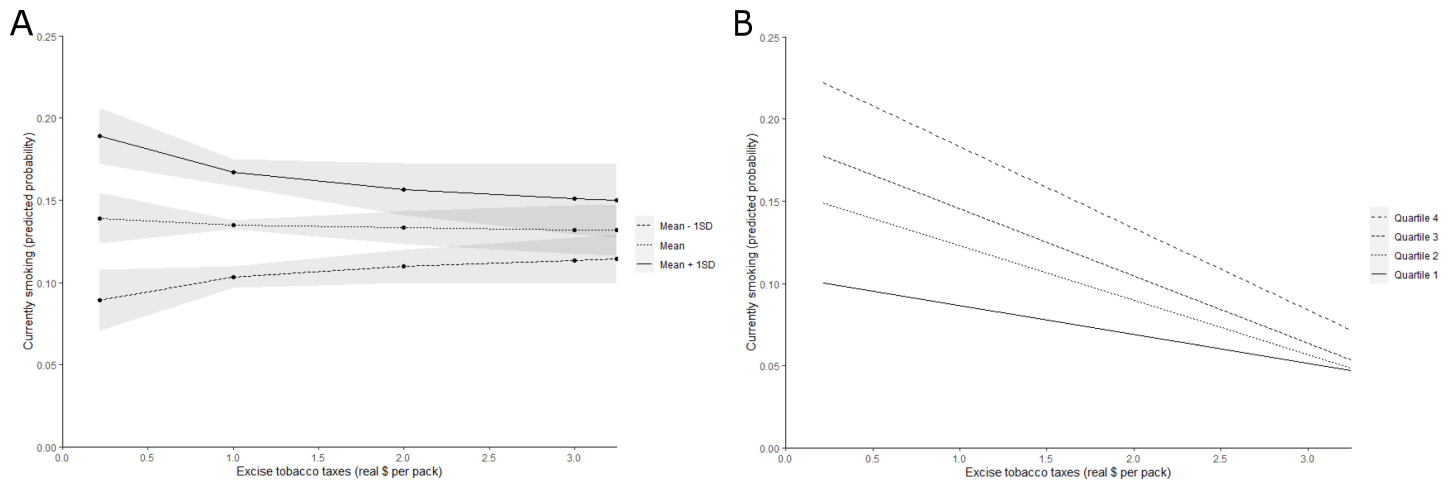 A
Currently smoking (predicted probability)
0.25
0.20
0.15
0.10
0.05
0.00
0.0 0.5 1.0 1.5 2.0 2.5 3.0
Excise tobacco taxes (real $ per pack)
Mean - 1SD
Mean
Mean + 1SD
B
Currently smoking (predicted probability)
0.25
0.20
0.15
0.10
0.05
0.00
0.0 0.5 1.0 1.5 2.0 2.5 3.0
Excise tobacco taxes (real $ per pack)
Quartile 4
Quartile 3
Quartile 2
Quartile 1